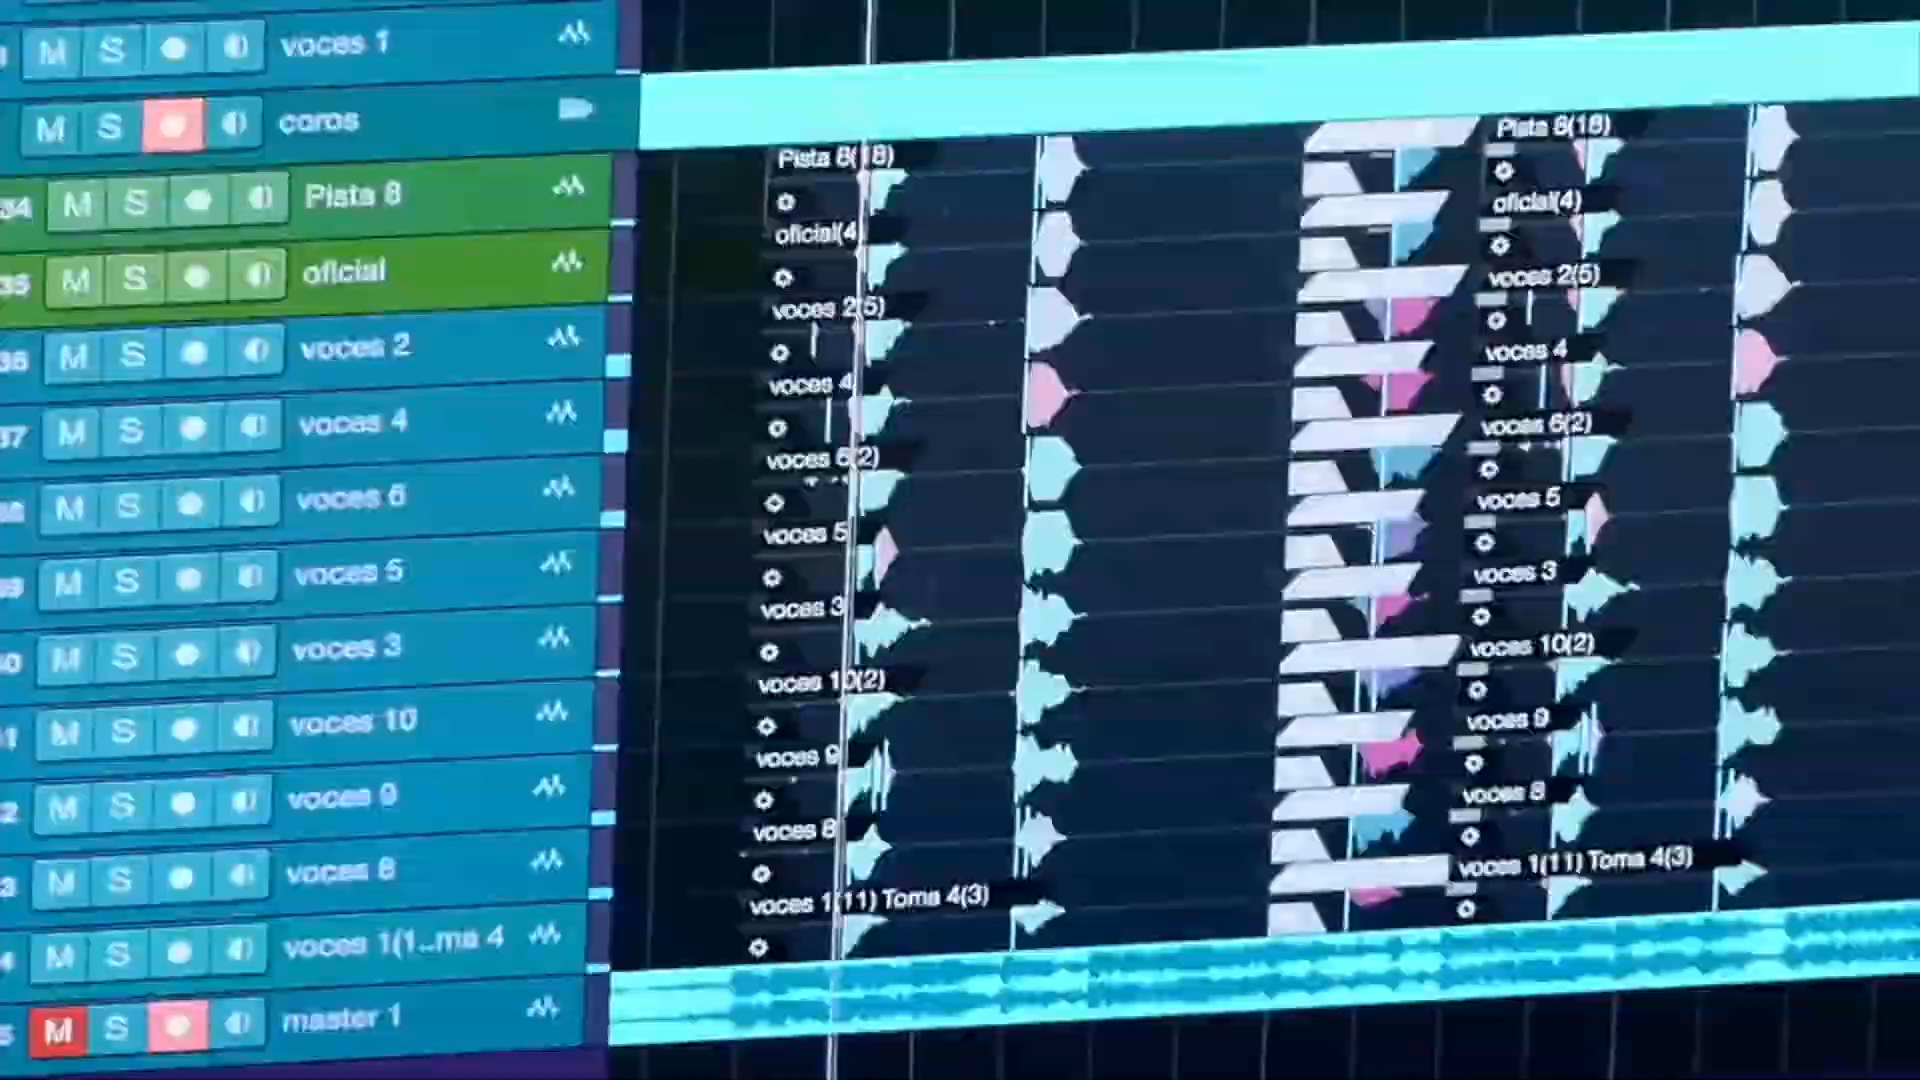 M S voces 1
M S coros
34 M S Pista 8
35 M S oficial
36 M S voces 2
37 M S voces 4
M S voces 6
M S voces 5
M S voces 3
M S voces 10
M S voces 9
M S voces 8
M S voces 1(1...ma 4
M S master 1
Pista 8(18)
oficial(4)
voces 2(5)
voces 4
voces 6(2)
voces 5
voces 3
voces 10(2)
voces 9
voces 8
voces 1(11) Toma 4(3)
Pista 8(18)
oficial(4)
voces 2(5)
voces 4
voces 6(2)
voces 5
voces 3
voces 10(2)
voces 9
voces 8
voces 1(11) Toma 4(3)